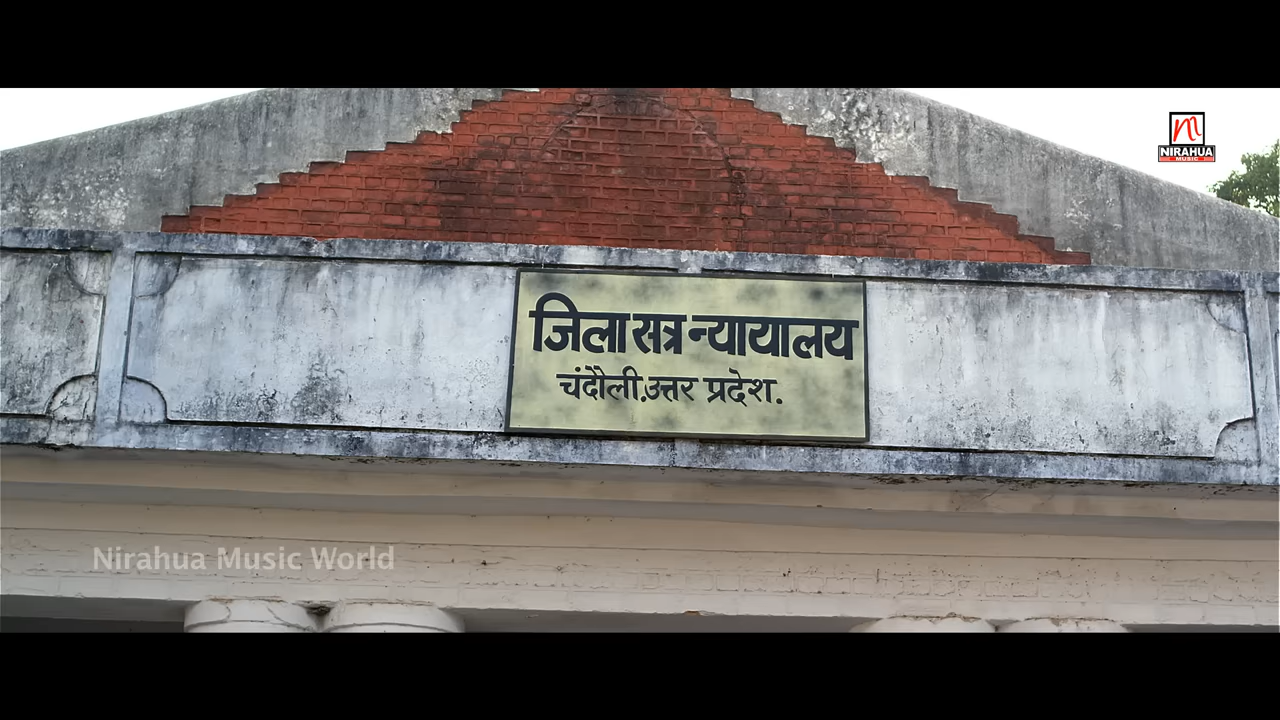 NIRAHUA
MUSIC
जिला सत्र न्यायालय
चंदौली.उत्तर प्रदेश.
Nirahua Music World